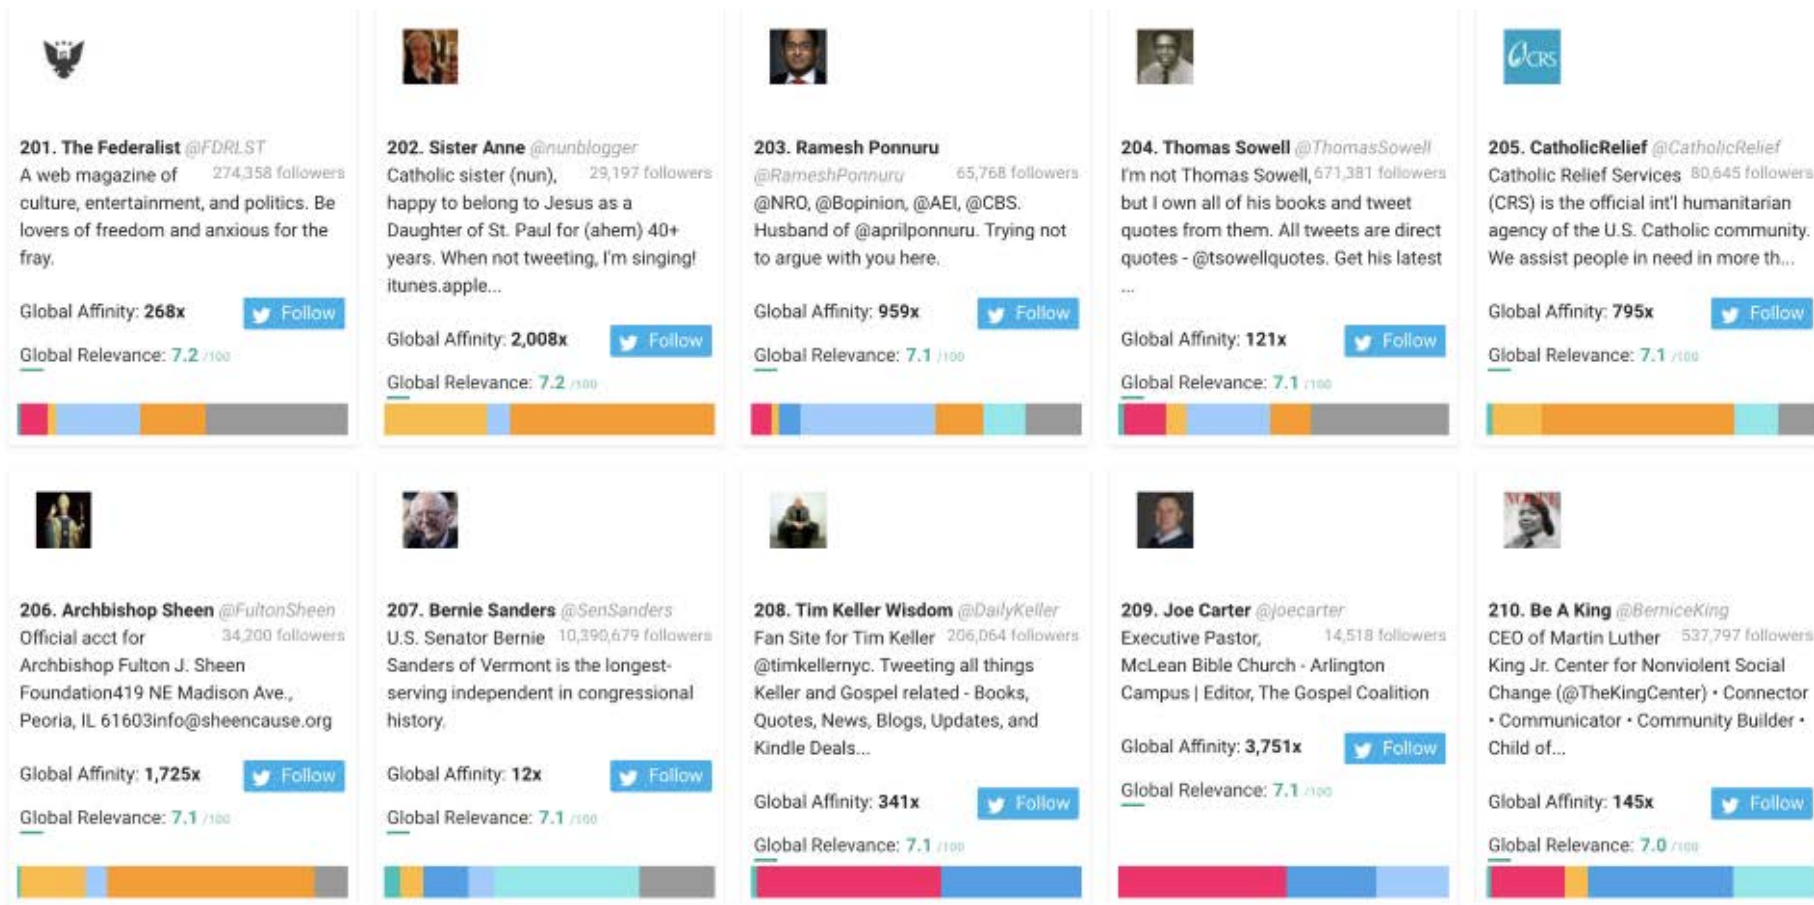 CRS
201. The Federalist @FDRLST
A web magazine of 274,358 followers
culture, entertainment, and politics. Be
lovers of freedom and anxious for the
fray.
Global Affinity: 268x Follow
Global Relevance: 7.2 /100
202. Sister Anne @nunblogger
Catholic sister (nun), 29,197 followers
happy to belong to Jesus as a
Daughter of St. Paul for (ahem) 40+
years. When not tweeting, I'm singing!
itunes.apple...
Global Affinity: 2,008x Follow
Global Relevance: 7.2 /100
203. Ramesh Ponnuru
@RameshPonnuru 65,768 followers
@NRO, @Bopinion, @AEI, @CBS.
Husband of @aprilponnuru. Trying not
to argue with you here.
Global Affinity: 959x Follow
Global Relevance: 7.1 /100
204. Thomas Sowell @ThomasSowell
I'm not Thomas Sowell, 671,381 followers
but I own all of his books and tweet
quotes from them. All tweets are direct
quotes - @tsowellquotes. Get his latest
...
Global Affinity: 121x Follow
Global Relevance: 7.1 /100
205. CatholicRelief @CatholicRelief
Catholic Relief Services 80,645 followers
(CRS) is the official int'l humanitarian
agency of the U.S. Catholic community.
We assist people in need in more th...
Global Affinity: 795x Follow
Global Relevance: 7.1 /100
206. Archbishop Sheen @FultonSheen
Official acct for 34,200 followers
Archbishop Fulton J. Sheen
Foundation419 NE Madison Ave.,
Peoria, IL 61603info@sheencause.org
Global Affinity: 1,725x Follow
Global Relevance: 7.1 /100
207. Bernie Sanders @SenSanders
U.S. Senator Bernie 10,390,679 followers
Sanders of Vermont is the longest-
serving independent in congressional
history.
Global Affinity: 12x Follow
Global Relevance: 7.1 /100
208. Tim Keller Wisdom @DailyKeller
Fan Site for Tim Keller 206,064 followers
@timkellernyc. Tweeting all things
Keller and Gospel related - Books,
Quotes, News, Blogs, Updates, and
Kindle Deals...
Global Affinity: 341x Follow
Global Relevance: 7.1 /100
209. Joe Carter @joecarter
Executive Pastor, 14,518 followers
McLean Bible Church - Arlington
Campus | Editor, The Gospel Coalition
Global Affinity: 3,751x Follow
Global Relevance: 7.1 /100
210. Be A King @BerniceKing
CEO of Martin Luther 537,797 followers
King Jr. Center for Nonviolent Social
Change (@TheKingCenter) • Connector
• Communicator • Community Builder •
Child of...
Global Affinity: 145x Follow
Global Relevance: 7.0 /100